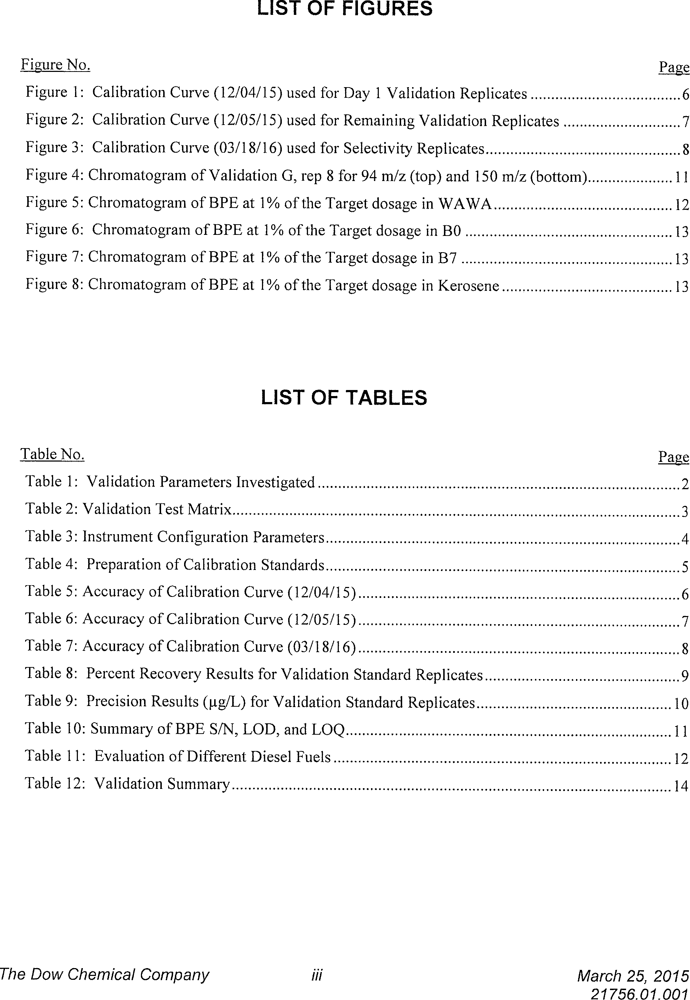 LIST OF FIGURES
Figure No. Page
Figure 1: Calibration Curve (12/04/15) used for Day 1 Validation Replicates ..................................... 6
Figure 2: Calibration Curve (12/05/15) used for Remaining Validation Replicates ............................. 7
Figure 3: Calibration Curve (03/18/16) used for Selectivity Replicates................................................ 8
Figure 4: Chromatogram of Validation G, rep 8 for 94 m/z (top) and 150 m/z (bottom)..................... 11
Figure 5: Chromatogram of BPE at 1% of the Target dosage in WAWA............................................ 12
Figure 6: Chromatogram of BPE at 1% of the Target dosage in B0 ................................................... 13
Figure 7: Chromatogram of BPE at 1% of the Target dosage in B7 .................................................... 13
Figure 8: Chromatogram of BPE at 1% of the Target dosage in Kerosene.......................................... 13
LIST OF TABLES
Table No. Page
Table 1: Validation Parameters Investigated ......................................................................................... 2
Table 2: Validation Test Matrix.............................................................................................................. 3
Table 3: Instrument Configuration Parameters....................................................................................... 4
Table 4: Preparation of Calibration Standards....................................................................................... 5
Table 5: Accuracy of Calibration Curve (12/04/15)............................................................................... 6
Table 6: Accuracy of Calibration Curve (12/05/15)............................................................................... 7
Table 7: Accuracy of Calibration Curve (03/18/16)............................................................................... 8
Table 8: Percent Recovery Results for Validation Standard Replicates................................................ 9
Table 9: Precision Results (µg/L) for Validation Standard Replicates................................................ 10
Table 10: Summary of BPE S/N, LOD, and LOQ................................................................................ 11
Table 11: Evaluation of Different Diesel Fuels ................................................................................... 12
Table 12: Validation Summary............................................................................................................ 14
The Dow Chemical Company iii March 25, 2015
21756.01.001